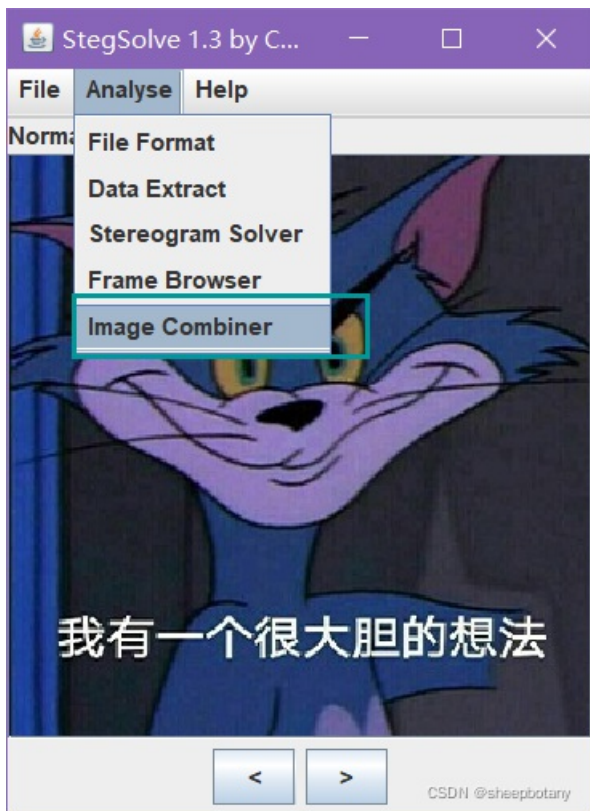 StegSolve 1.3 by C...
File Analyse Help
Norma
File Format
Data Extract
Stereogram Solver
Frame Browser
Image Combiner
我有一个很大胆的想法
< >
CSDN @sheepbotany